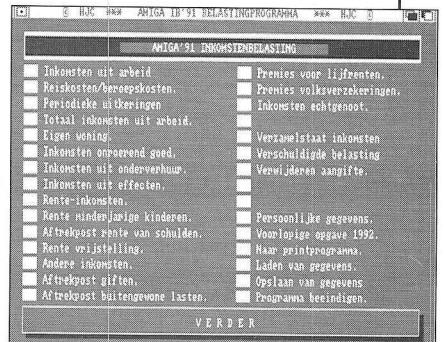 HJC *** AMIGA IB'91 BELASTINGPROGRAMMA *** HJC
AMIGA'91 INKOMSTENBELASTING
Inkomsten uit arbeid
Reiskosten/beroepskosten.
Periodieke uitkeringen
Totaal inkomsten uit arbeid.
Eigen woning.
Inkomsten onroerend goed.
Inkomsten uit onderverhuur.
Inkomsten uit effecten.
Rente-inkomsten.
Rente minderjarige kinderen.
Aftrekpost rente van schulden.
Rente vrijstelling.
Andere inkomsten.
Aftrekpost giften.
Aftrekpost buitengewone lasten.
Premies voor lijfrenten.
Premies volksverzekeringen.
Inkomsten echtgenoot.
Verzamelstaat inkomsten
Verschuldigde belasting
Verwijderen aangifte.
Persoonlijke gegevens.
Voorlopige opgave 1992.
Naar printprogramma.
Laden van gegevens.
Opslaan van gegevens
Programma beeindigen.
VERDER